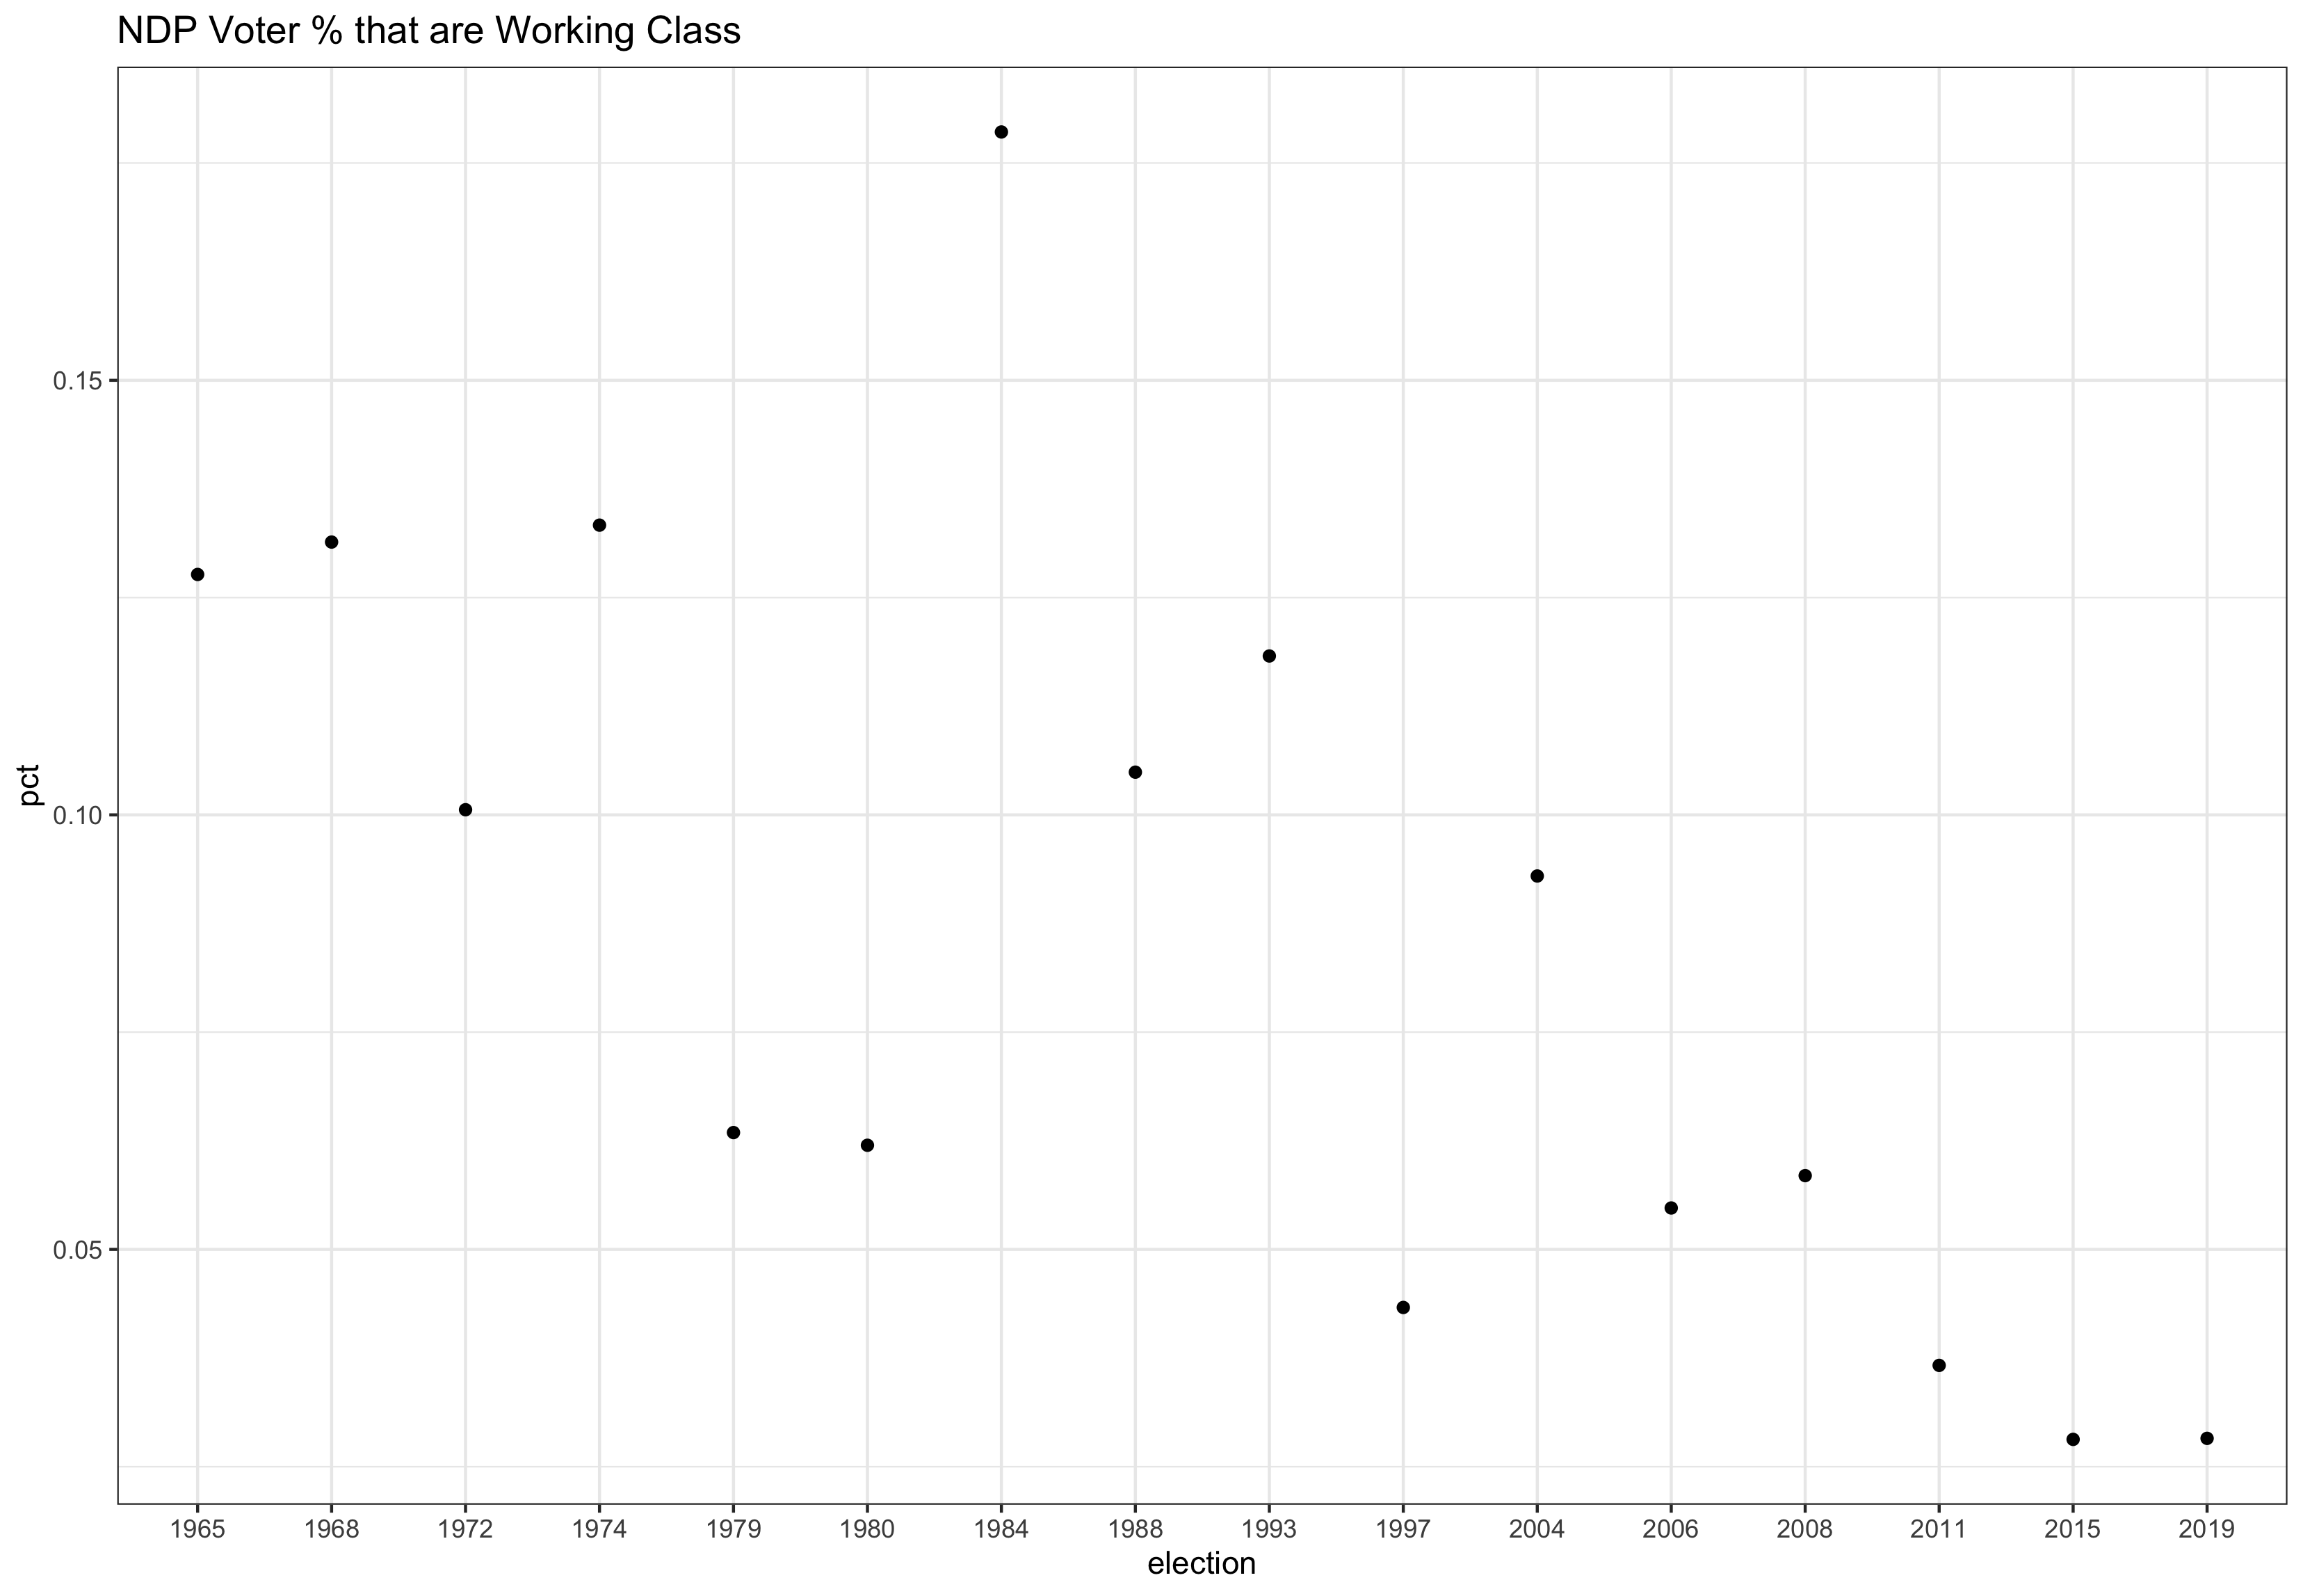 NDP Voter % that are Working Class
pct
0.15
0.10
0.05
1965 1968 1972 1974 1979 1980 1984 1988 1993 1997 2004 2006 2008 2011 2015 2019
election